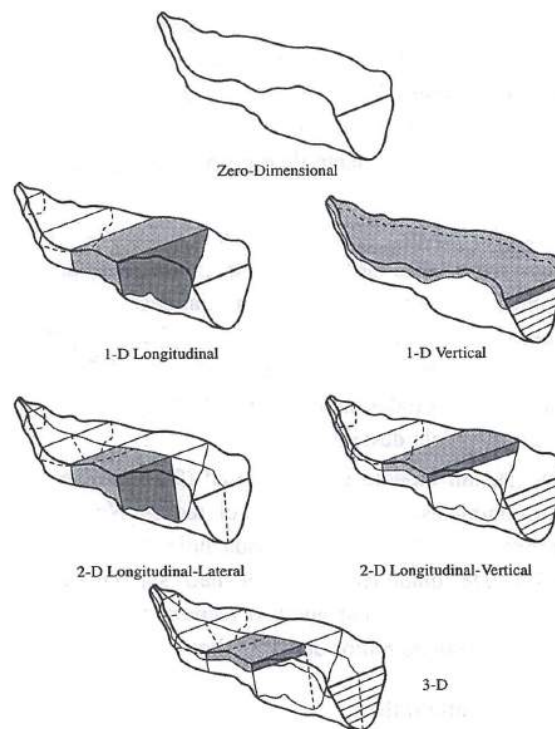 Zero-Dimensional
1-D Longitudinal
1-D Vertical
2-D Longitudinal-Lateral
2-D Longitudinal-Vertical
3-D